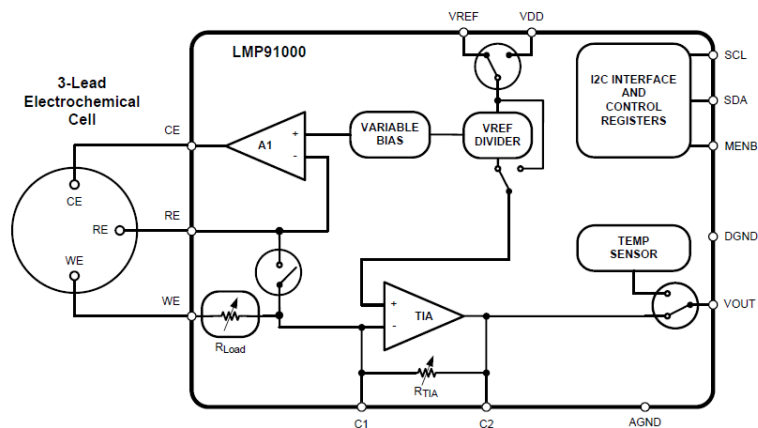 VREF
VDD
LMP91000
3-Lead
Electrochemical
Cell
I2C INTERFACE
AND
CONTROL
REGISTERS
SCL
SDA
MENB
CE
A1
+
-
VARIABLE
BIAS
VREF
DIVIDER
CE
RE
RE
WE
WE
RLoad
TEMP
SENSOR
DGND
VOUT
+
-
TIA
RTIA
C1
C2
AGND